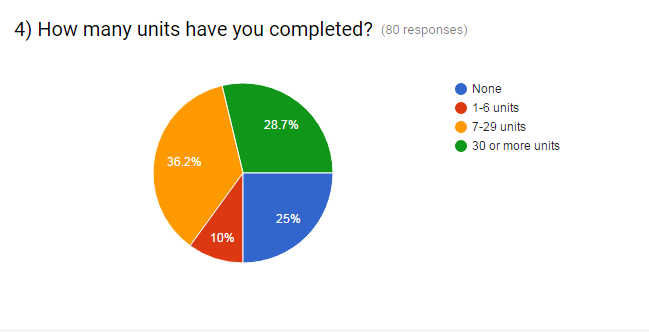 4) How many units have you completed? (80 responses)
None
1-6 units
7-29 units
30 or more units
28.7%
36.2%
25%
10%